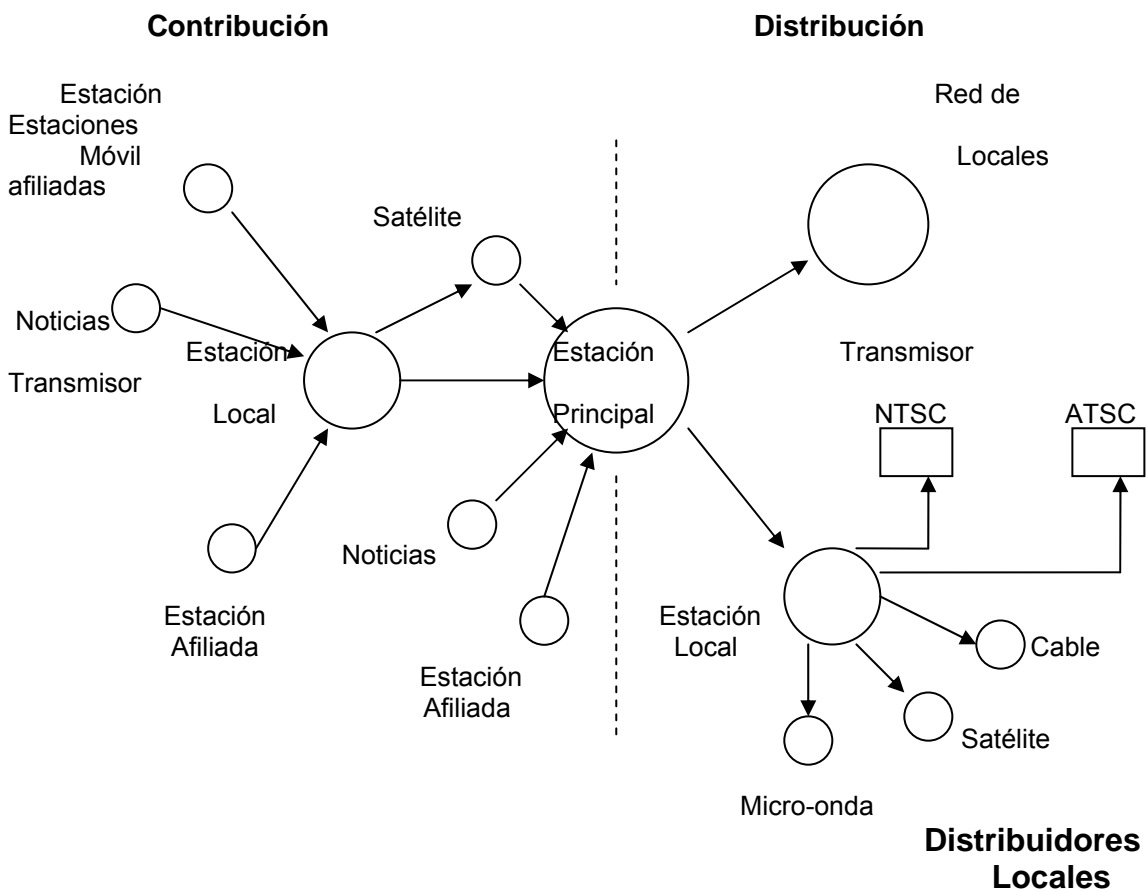 Contribución
Distribución
Estación
Red de
Estaciones
Móvil
Locales
afiliadas
Satélite
Noticias
Estación
Estación
Transmisor
Transmisor
Local
Principal
NTSC
ATSC
Noticias
Estación
Afiliada
Estación
Local
Cable
Estación
Afiliada
Satélite
Micro-onda
Distribuidores
Locales